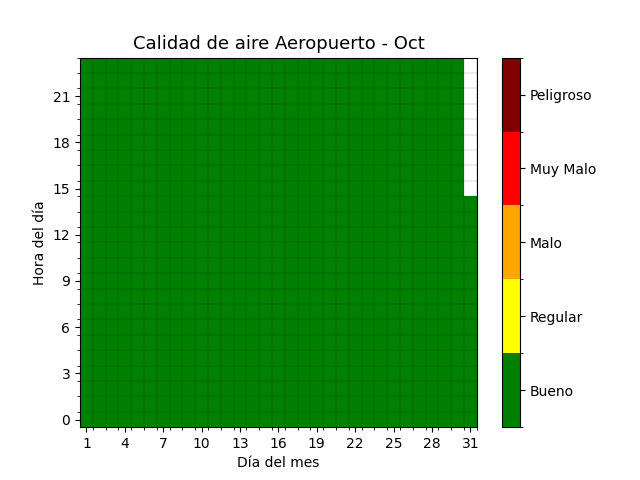 Calidad de aire Aeropuerto - Oct
21
18
15
12
9
6
3
0
Hora del día
1 4 7 10 13 16 19 22 25 28 31
Día del mes
Peligroso
Muy Malo
Malo
Regular
Bueno